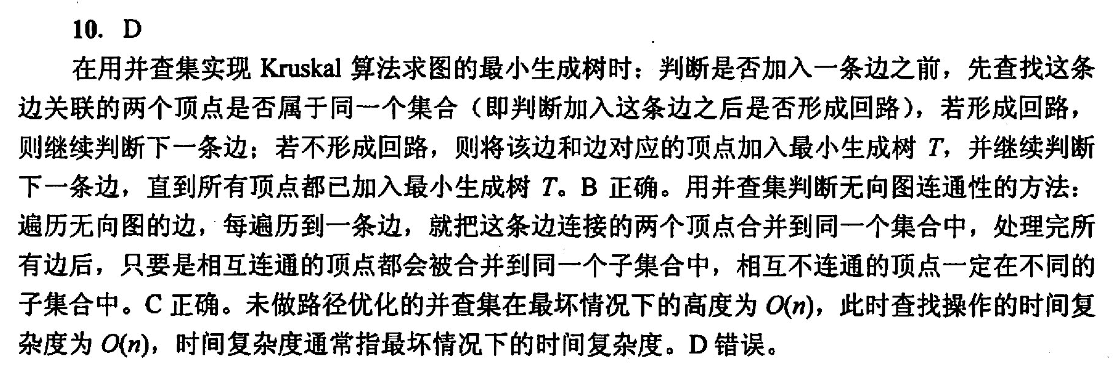 10. D
在用并查集实现 Kruskal 算法求图的最小生成树时：判断是否加入一条边之前，先查找这条
边关联的两个顶点是否属于同一个集合（即判断加入这条边之后是否形成回路），若形成回路，
则继续判断下一条边；若不形成回路，则将该边和边对应的顶点加入最小生成树 T，并继续判断
下一条边，直到所有顶点都已加入最小生成树 T。B 正确。用并查集判断无向图连通性的方法：
遍历无向图的边，每遍历到一条边，就把这条边连接的两个顶点合并到同一个集合中，处理完所
有边后，只要是相互连通的顶点都会被合并到同一个子集合中，相互不连通的顶点一定在不同的
子集合中。C 正确。未做路径优化的并查集在最坏情况下的高度为 O(n)，此时查找操作的时间复
杂度为 O(n)，时间复杂度通常指最坏情况下的时间复杂度。D 错误。